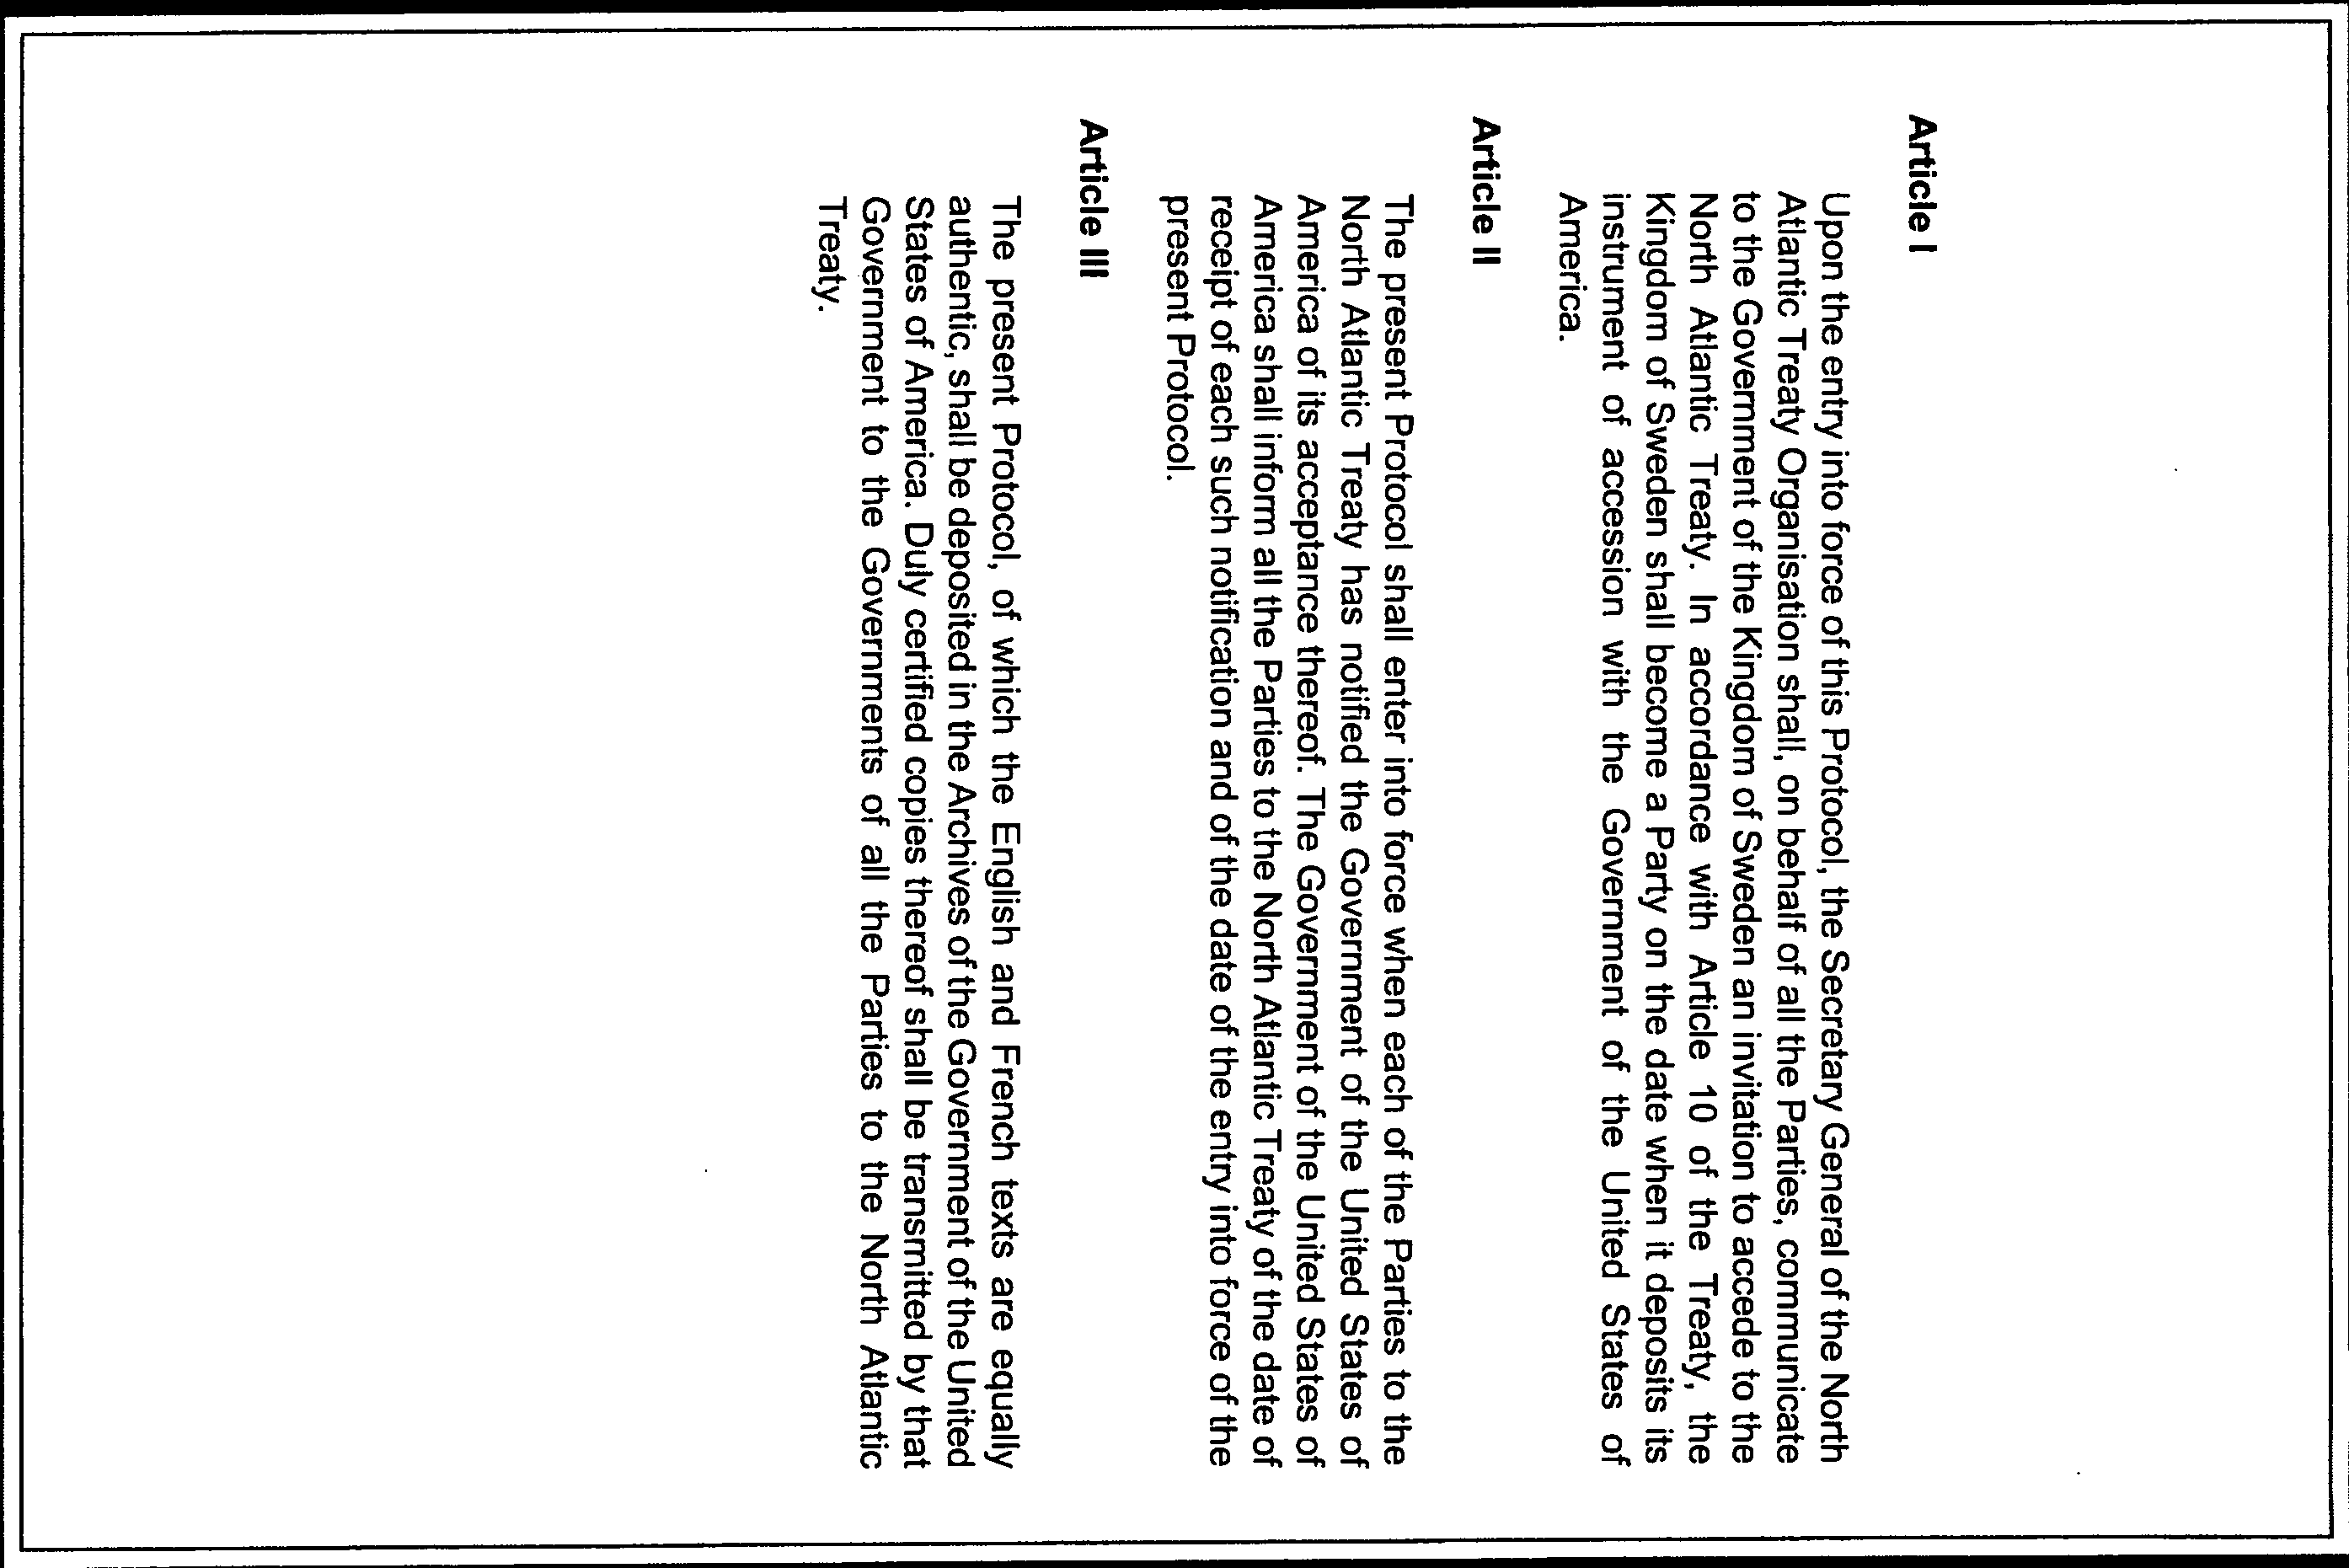 Article I
Upon the entry into force of this Protocol, the Secretary General of the North
Atlantic Treaty Organisation shall, on behalf of all the Parties, communicate
to the Government of the Kingdom of Sweden an invitation to accede to the
North Atlantic Treaty. In accordance with Article 10 of the Treaty, the
Kingdom of Sweden shall become a Party on the date when it deposits its
instrument of accession with the Government of the United States of
America.
Article II
The present Protocol shall enter into force when each of the Parties to the
North Atlantic Treaty has notified the Government of the United States of
America of its acceptance thereof. The Government of the United States of
America shall inform all the Parties to the North Atlantic Treaty of the date of
receipt of each such notification and of the date of the entry into force of the
present Protocol.
Article III
The present Protocol, of which the English and French texts are equally
authentic, shall be deposited in the Archives of the Government of the United
States of America. Duly certified copies thereof shall be transmitted by that
Government to the Governments of all the Parties to the North Atlantic
Treaty.